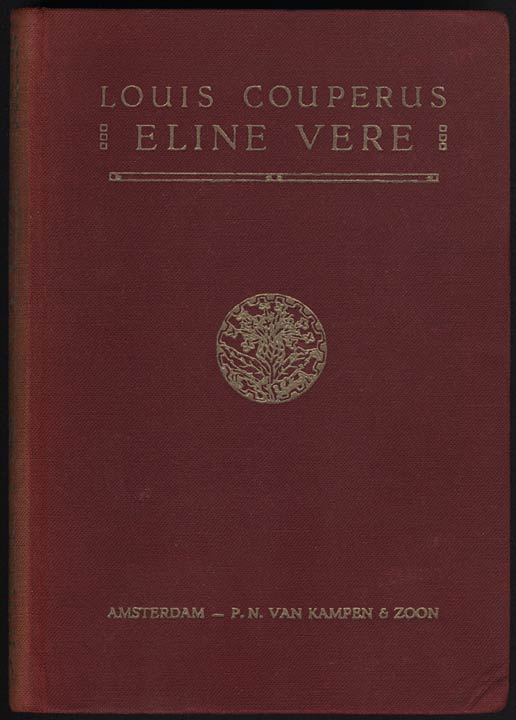 LOUIS COUPERUS
ELINE VERE
AMSTERDAM — P. N. VAN KAMPEN & ZOON